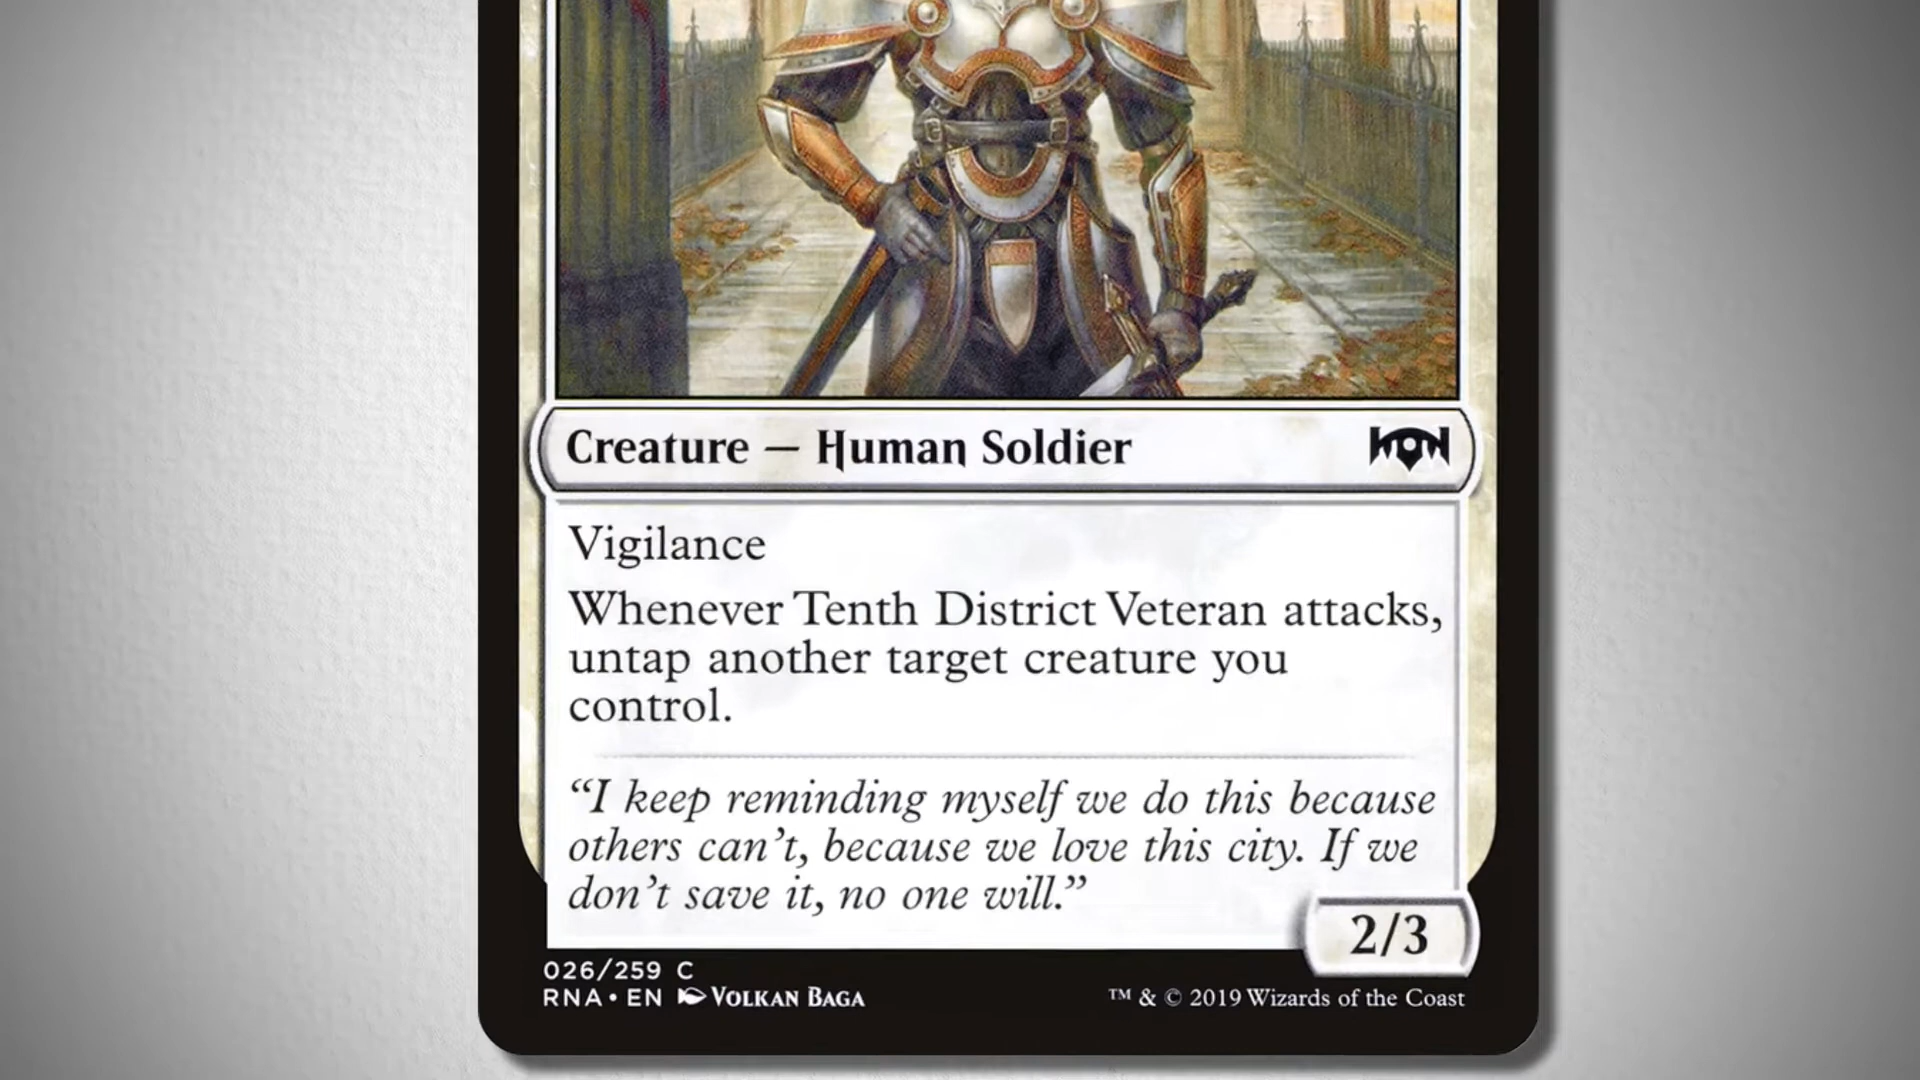 Creature — Human Soldier
Vigilance
Whenever Tenth District Veteran attacks,
untap another target creature you
control.
“I keep reminding myself we do this because
others can’t, because we love this city. If we
don’t save it, no one will.”
2/3
026/259 C
RNA • EN VOLKAN BAGA
™ & © 2019 Wizards of the Coast